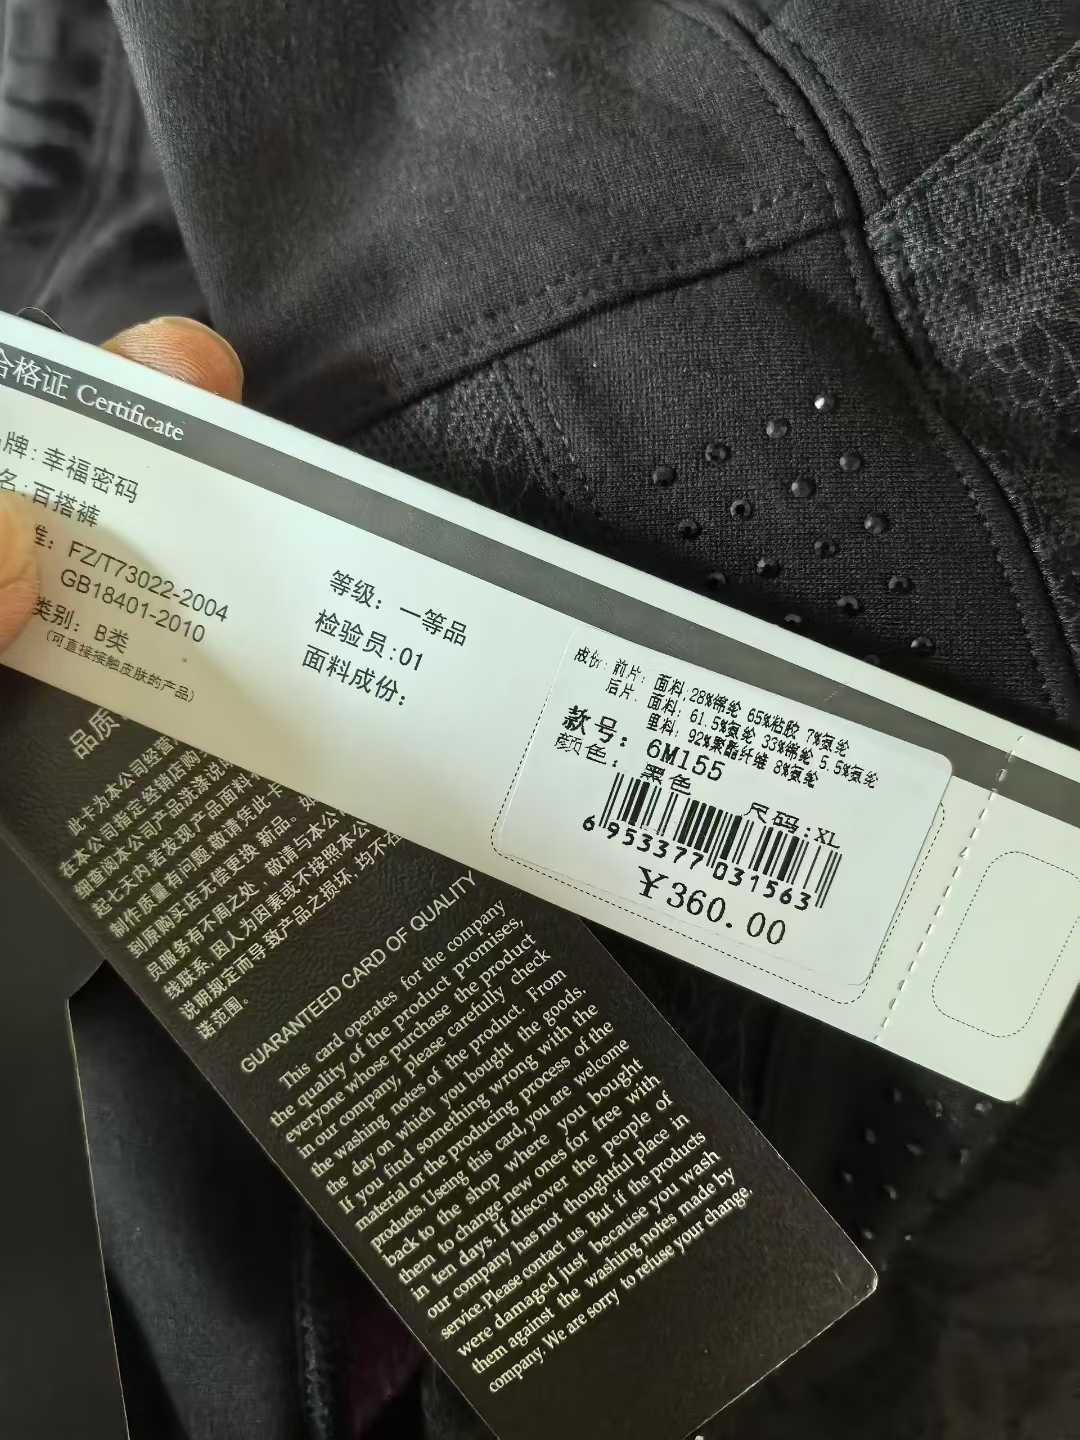 合格证 Certificate
品牌:幸福密码
名:百搭裤
准: FZ/T73022-2004
GB18401-2010
类别: B类
(可直接接触皮肤的产品)
等级: 一等品
检验员:01
面料成份:
成份: 前片: 面料:28%锦纶 65%粘胶 7%氨纶
后片: 面料: 61.5%氨纶 33%锦纶 5.5%氨纶
里料: 92%聚酯纤维 8%氨纶
款号: 6M155
颜色: 黑色
尺码:XL
6 953377 031563
¥360.00
品质
此卡为本公司经营
在本公司指定经销店购
细查阅本公司产品洗涤说明
起七天内若发现产品面料
制作质量有问题 敬请凭此卡
到原购买店无偿更换 新品。 如
员服务有不周之处 敬请与本公
线联系 因人为因素或不按照本公
说明规定而导致产品之损坏, 均不在
诺范围。
GUARANTEED CARD OF QUALITY
This card operates for the company
the quality of the product promises,
everyone whose purchase the product
in our company, please carefully check
the washing notes of the product. From
the day on which you bought the goods.
If you find something wrong with the
material or the producing process of the
products. Useing this card, you are welcome
back to the shop where you bought
them to change new ones for free with
in ten days. If discover the people of
our company has not thoughtful place in
service.Please contact us. But if the products
were damaged just because you wash
them against the washing notes made by
company. We are sorry to refuse your change.